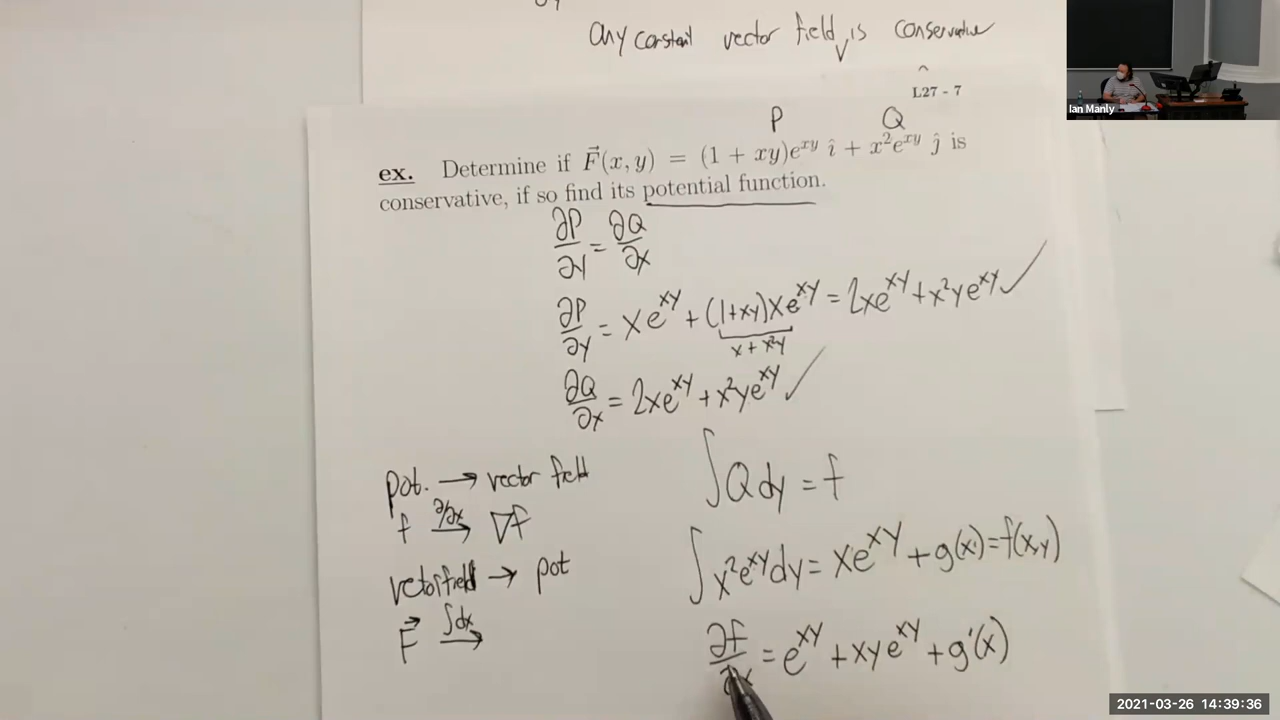 any constant vector field is conservative
L27 - 7
Ian Manly
P Q
ex. Determine if F⃗(x, y) = (1 + xy)e^{xy} î + x²e^{xy} ĵ is
conservative, if so find its potential function.
∂P/∂y = ∂Q/∂x
∂P/∂y = xe^{xy} + (1+xy)xe^{xy} = 2xe^{xy} + x²ye^{xy} ✓
x + x²y
∂Q/∂x = 2xe^{xy} + x²ye^{xy} ✓
pot. → vector field
f ∂/∂x → ∇f
vector field → pot
F⃗ ∫dx →
∫Q dy = f
∫x²e^{xy}dy = xe^{xy} + g(x) = f(x,y)
∂f/∂x = e^{xy} + xye^{xy} + g'(x)
2021-03-26 14:39:36